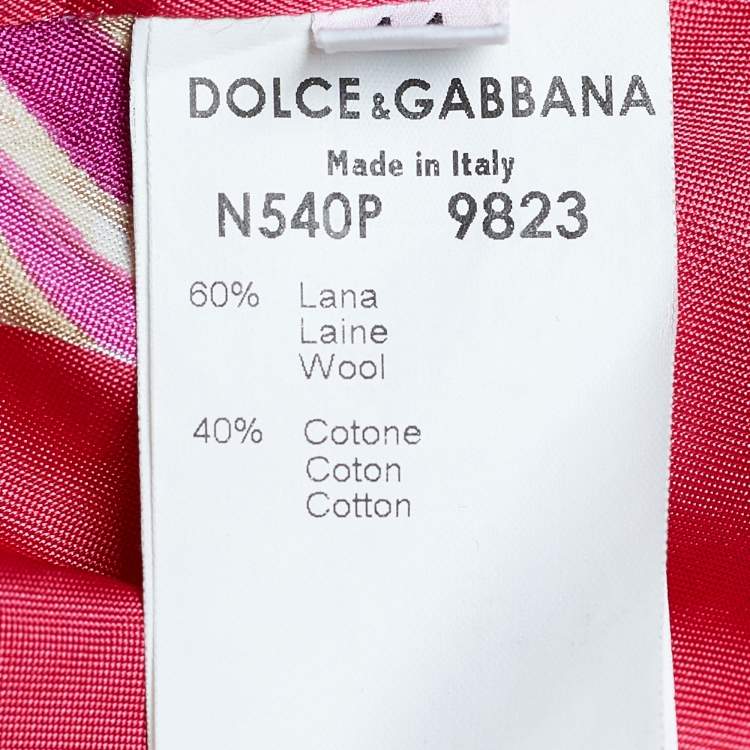 DOLCE&GABBANA
Made in Italy
N540P 9823
60% Lana
Laine
Wool
40% Cotone
Coton
Cotton